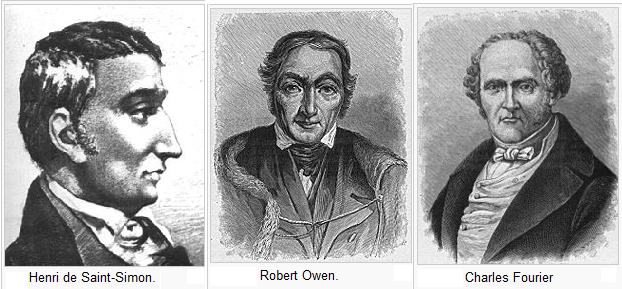 Henri de Saint-Simon.
Robert Owen.
Charles Fourier